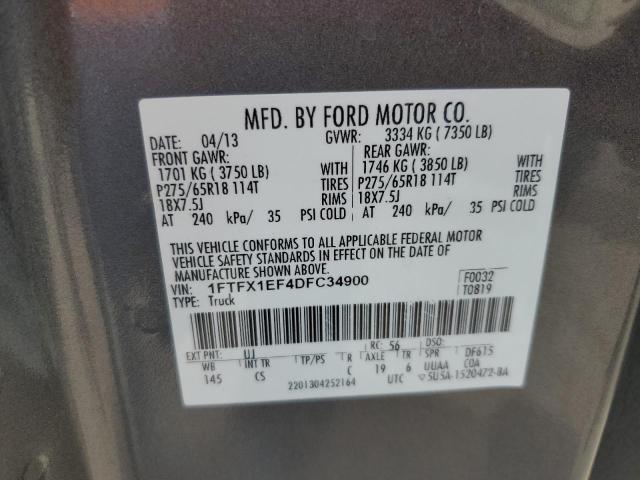 MFD. BY FORD MOTOR CO.
DATE: 04/13 GVWR: 3334 KG ( 7350 LB)
FRONT GAWR: REAR GAWR:
1701 KG ( 3750 LB) WITH 1746 KG ( 3850 LB) WITH
P275/65R18 114T TIRES P275/65R18 114T TIRES
18X7.5J RIMS 18X7.5J RIMS
AT 240 kPa/ 35 PSI COLD AT 240 kPa/ 35 PSI COLD
THIS VEHICLE CONFORMS TO ALL APPLICABLE FEDERAL MOTOR
VEHICLE SAFETY STANDARDS IN EFFECT ON THE DATE OF
MANUFACTURE SHOWN ABOVE.
VIN: 1FTFX1EF4DFC34900 F0032
TYPE: Truck T0819
EXT PNT: UJ RC: 56 DSO:
WB INT TR TP/PS R AXLE TR SPR DF615
145 CS C 19 6 UUAA COA
2201304252164 UTC ▽5U5A-1520472-BA